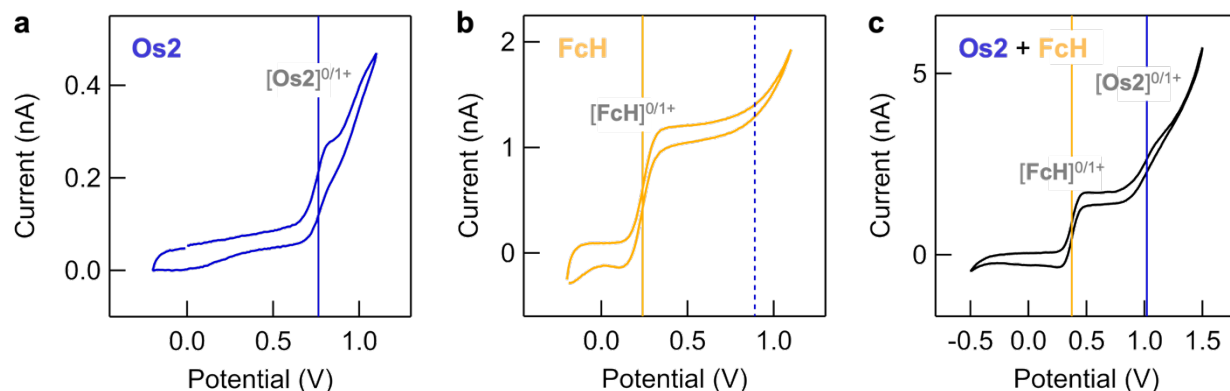 a
Os2
[Os2]0/1+
0.4
0.2
0.0
Current (nA)
0.0
0.5
1.0
Potential (V)
b
FcH
[FcH]0/1+
2
1
0
Current (nA)
0.0
0.5
1.0
Potential (V)
c
Os2 + FcH
[Os2]0/1+
[FcH]0/1+
5
0
Current (nA)
-0.5
0.0
0.5
1.0
1.5
Potential (V)